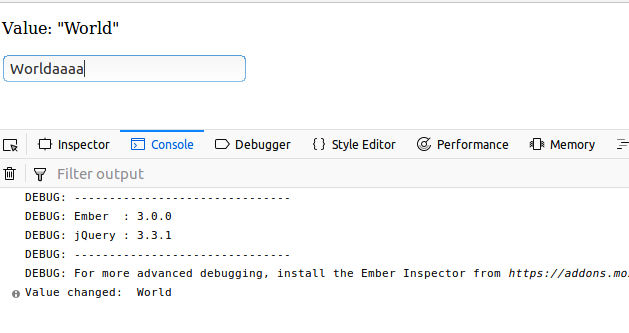 Value: "World"
Worldaaaa
Inspector Console Debugger { } Style Editor Performance Memory
Filter output
DEBUG: -------------------------------
DEBUG: Ember  : 3.0.0
DEBUG: jQuery : 3.3.1
DEBUG: -------------------------------
DEBUG: For more advanced debugging, install the Ember Inspector from https://addons.mo
Value changed:  World